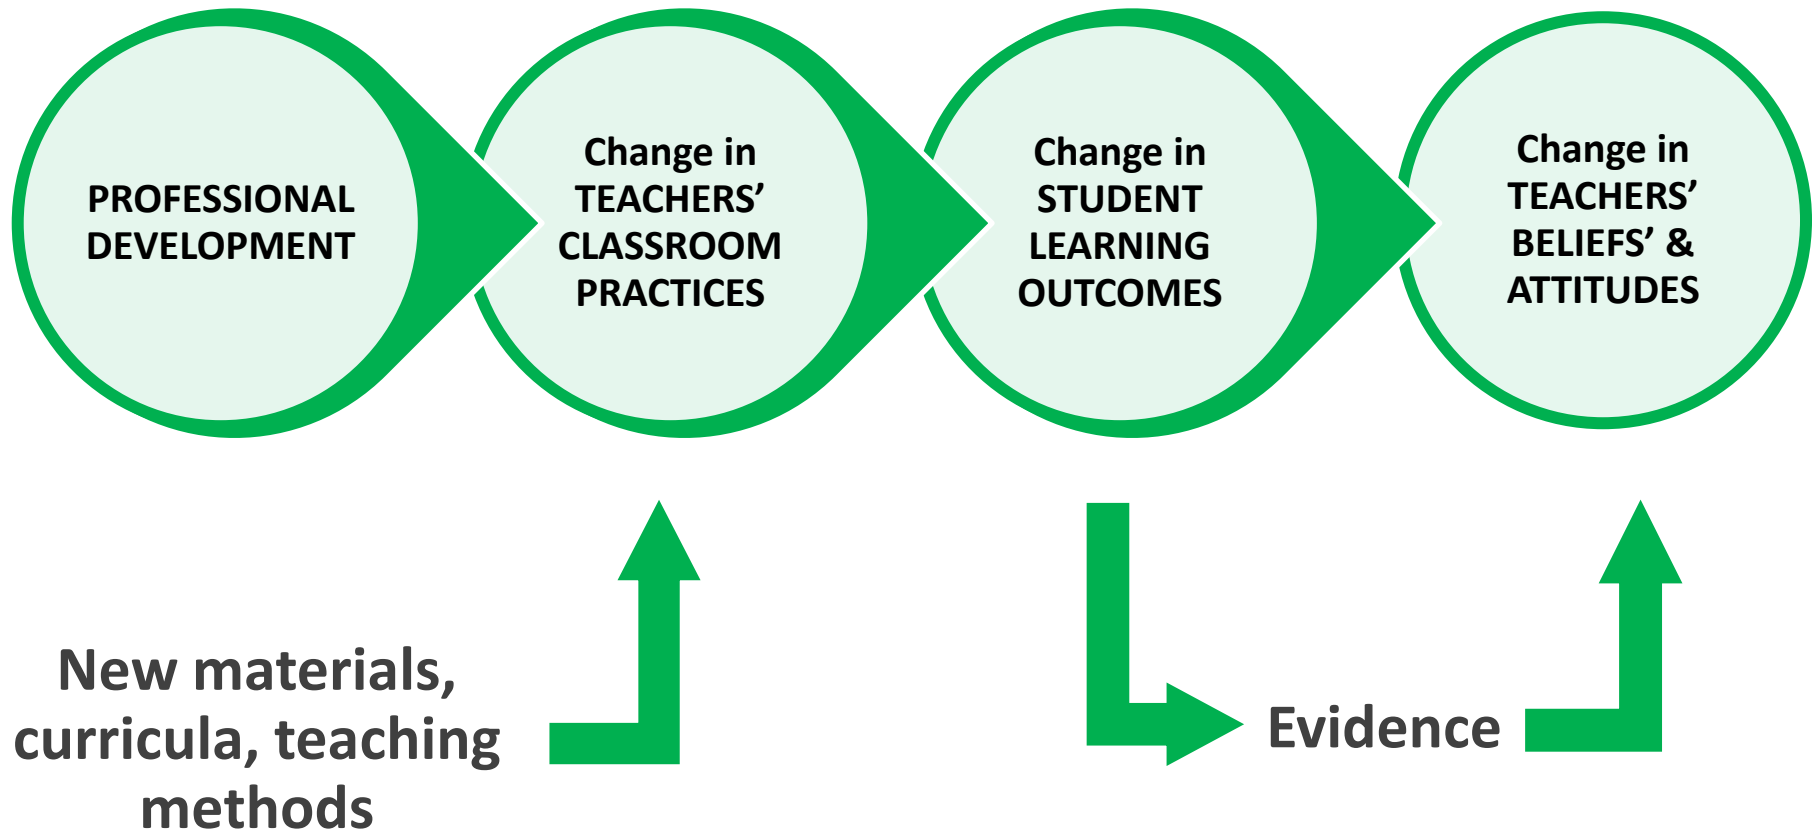 PROFESSIONAL
DEVELOPMENT
Change in
TEACHERS’
CLASSROOM
PRACTICES
Change in
STUDENT
LEARNING
OUTCOMES
Change in
TEACHERS’
BELIEFS’ &
ATTITUDES
New materials,
curricula, teaching
methods
Evidence